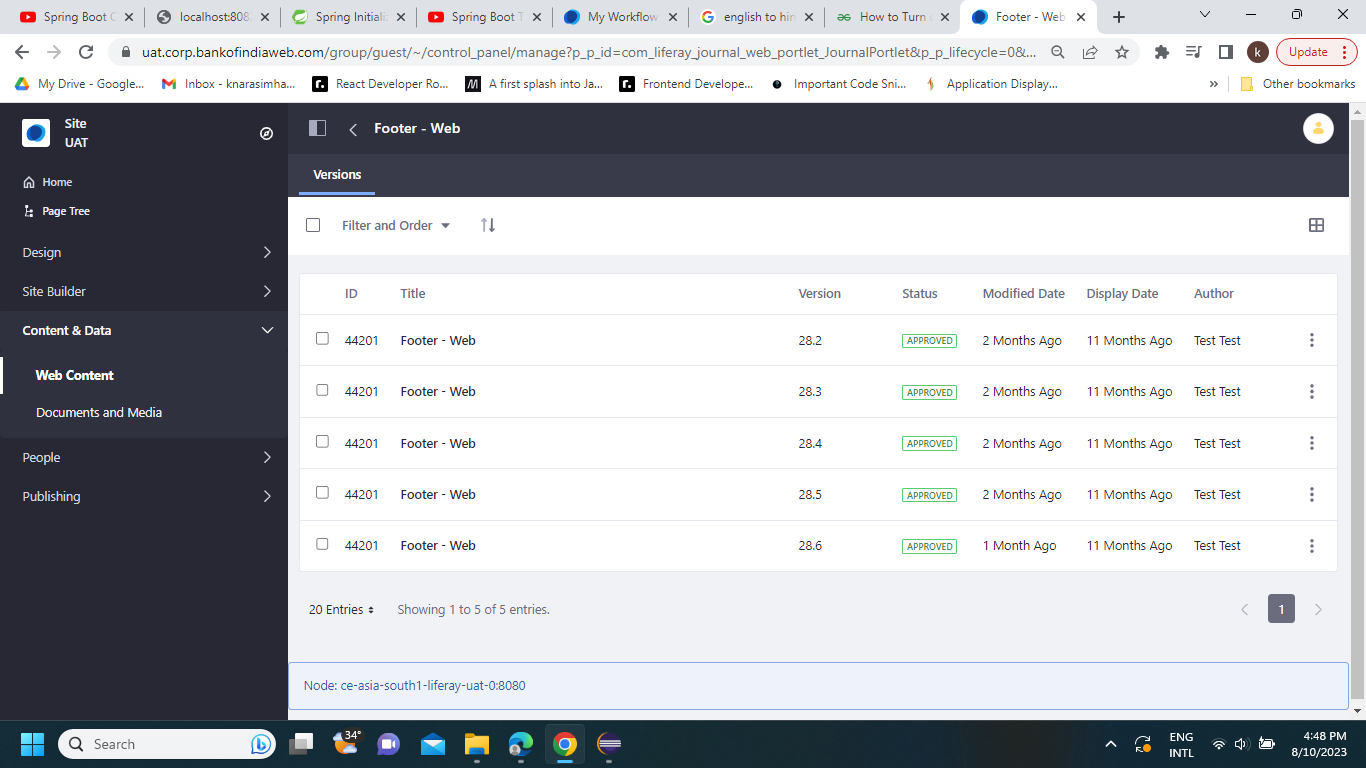 Spring Boot C
localhost:808
Spring Initiali
Spring Boot T
My Workflow
english to hin
How to Turn
Footer - Web
uat.corp.bankofindiaweb.com/group/guest/~/control_panel/manage?p_p_id=com_liferay_journal_web_portlet_JournalPortlet&p_p_lifecycle=0&...
k
Update
My Drive - Google...
Inbox - knarasimha...
React Developer Ro...
A first splash into Ja...
Frontend Develope...
Important Code Sni...
Application Display...
»
Other bookmarks
Site
UAT
Home
Page Tree
Design
Site Builder
Content & Data
Web Content
Documents and Media
People
Publishing
Footer - Web
Versions
Filter and Order
ID Title Version Status Modified Date Display Date Author
44201 Footer - Web 28.2 APPROVED 2 Months Ago 11 Months Ago Test Test
44201 Footer - Web 28.3 APPROVED 2 Months Ago 11 Months Ago Test Test
44201 Footer - Web 28.4 APPROVED 2 Months Ago 11 Months Ago Test Test
44201 Footer - Web 28.5 APPROVED 2 Months Ago 11 Months Ago Test Test
44201 Footer - Web 28.6 APPROVED 1 Month Ago 11 Months Ago Test Test
20 Entries Showing 1 to 5 of 5 entries. 1
Node: ce-asia-south1-liferay-uat-0:8080
Search
34°
ENG
INTL
4:48 PM
8/10/2023